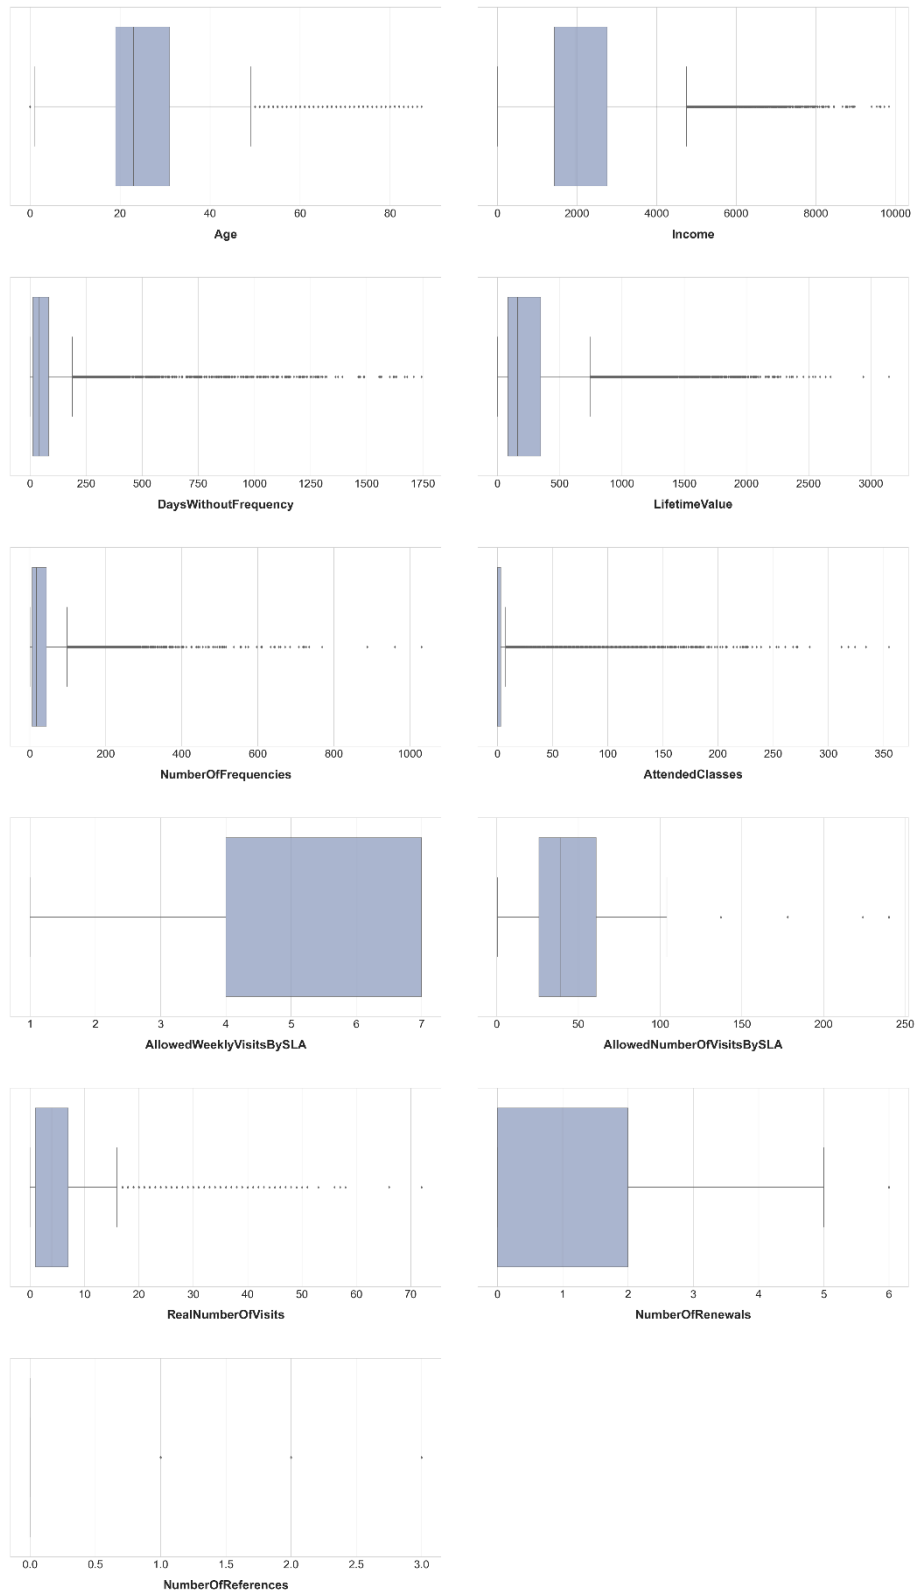 0 20 40 60 80
Age
0 2000 4000 6000 8000 10000
Income
0 250 500 750 1000 1250 1500 1750
DaysWithoutFrequency
0 500 1000 1500 2000 2500 3000
LifetimeValue
0 200 400 600 800 1000
NumberOfFrequencies
0 50 100 150 200 250 300 350
AttendedClasses
1 2 3 4 5 6 7
AllowedWeeklyVisitsBySLA
0 50 100 150 200 250
AllowedNumberOfVisitsBySLA
0 10 20 30 40 50 60 70
RealNumberOfVisits
0 1 2 3 4 5 6
NumberOfRenewals
0.0 0.5 1.0 1.5 2.0 2.5 3.0
NumberOfReferences